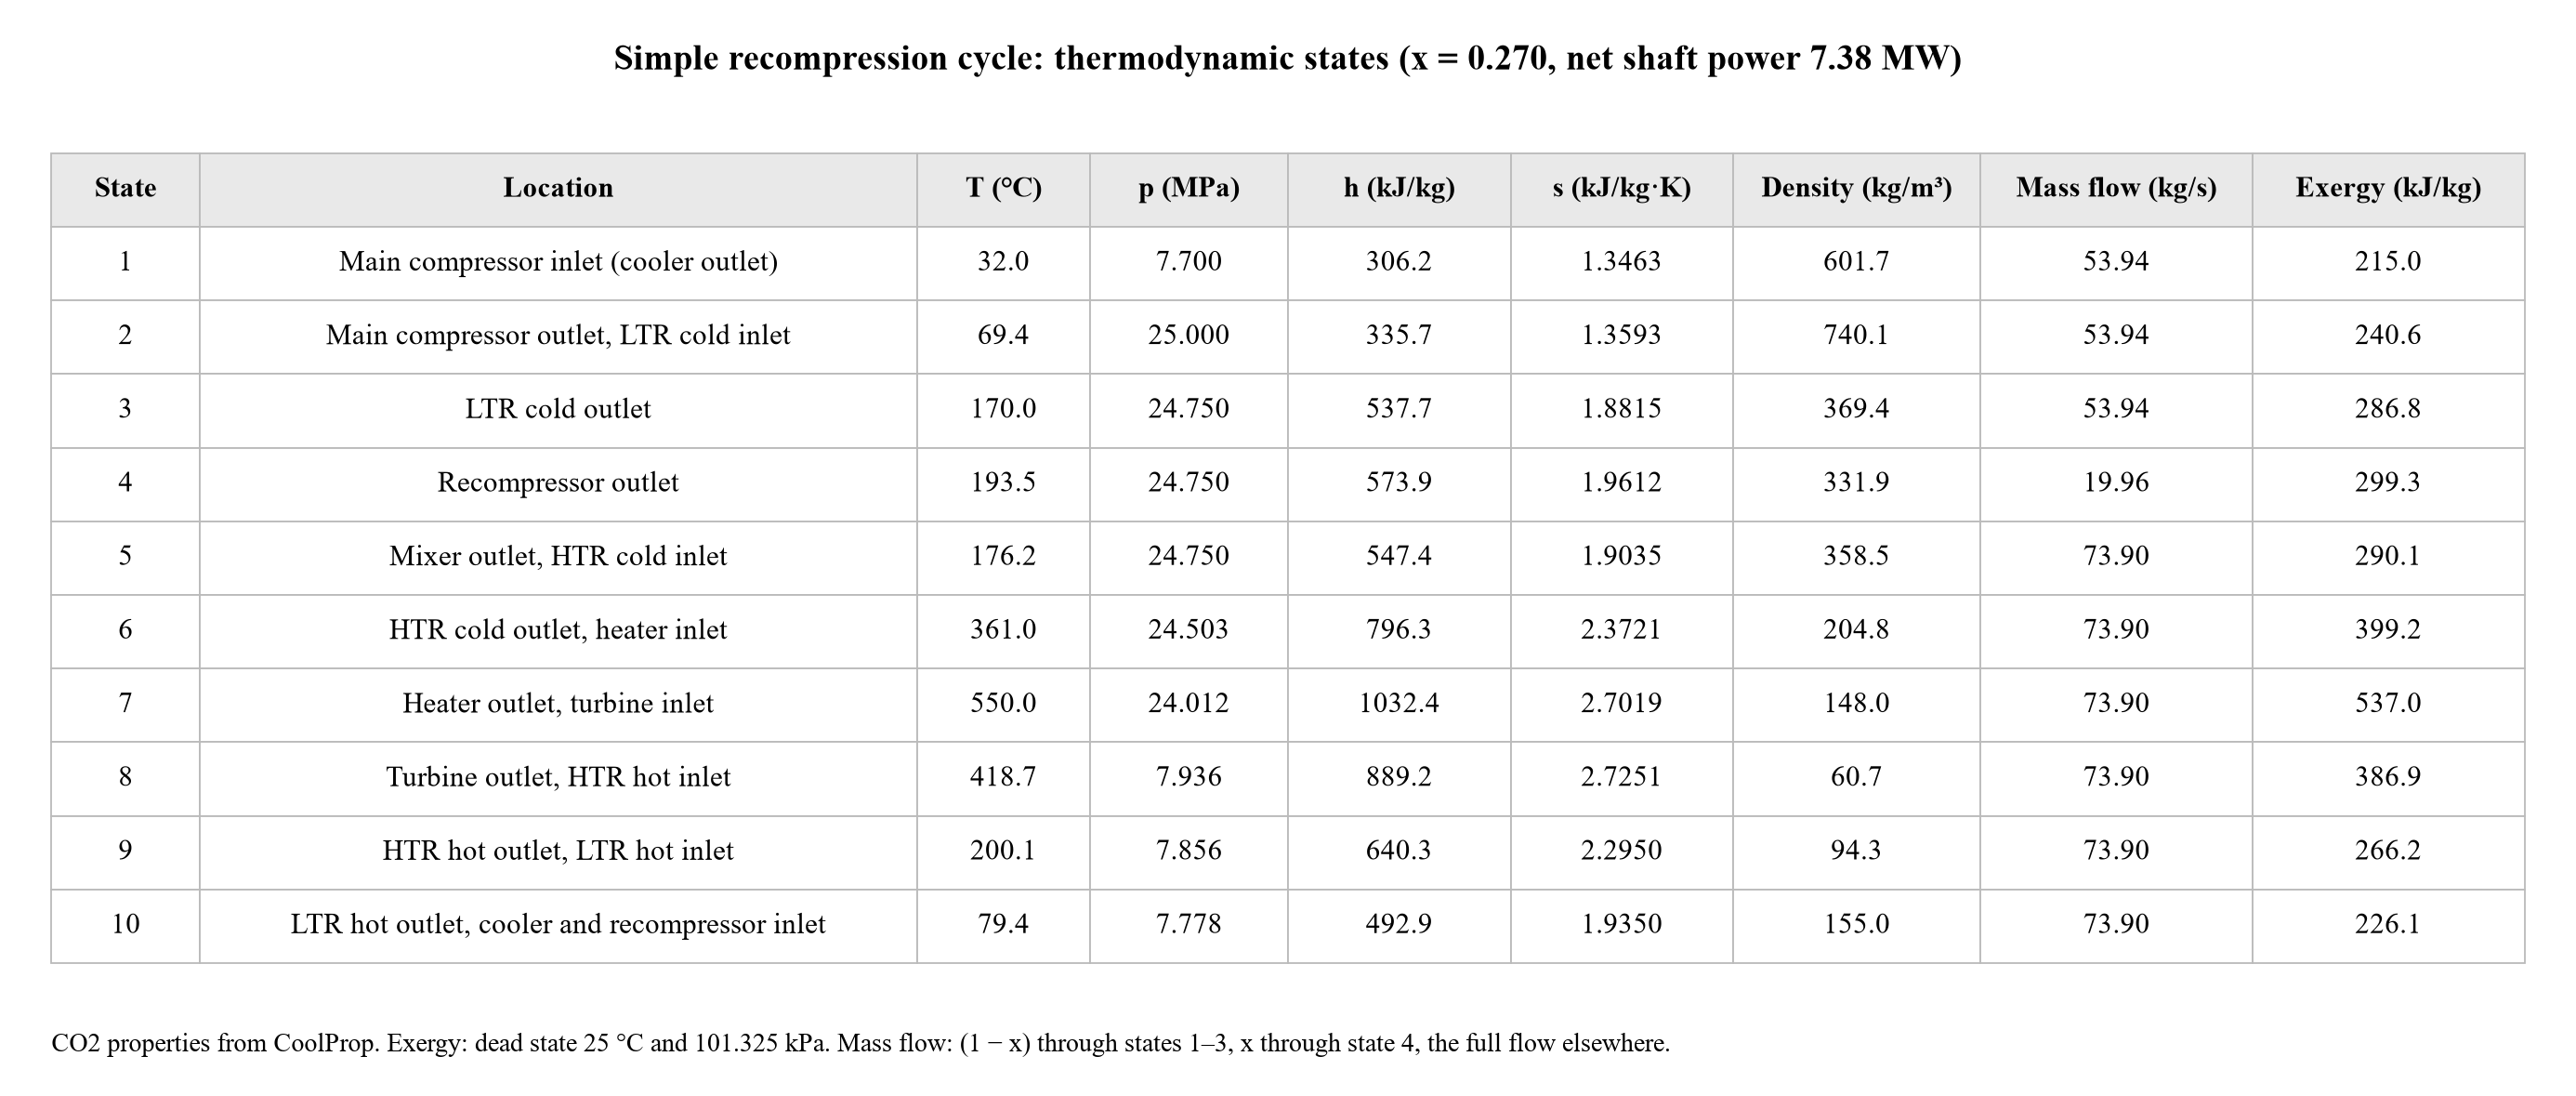 Simple recompression cycle: thermodynamic states (x = 0.270, net shaft power 7.38 MW)
State Location T (°C) p (MPa) h (kJ/kg) s (kJ/kg·K) Density (kg/m³) Mass flow (kg/s) Exergy (kJ/kg)
1 Main compressor inlet (cooler outlet) 32.0 7.700 306.2 1.3463 601.7 53.94 215.0
2 Main compressor outlet, LTR cold inlet 69.4 25.000 335.7 1.3593 740.1 53.94 240.6
3 LTR cold outlet 170.0 24.750 537.7 1.8815 369.4 53.94 286.8
4 Recompressor outlet 193.5 24.750 573.9 1.9612 331.9 19.96 299.3
5 Mixer outlet, HTR cold inlet 176.2 24.750 547.4 1.9035 358.5 73.90 290.1
6 HTR cold outlet, heater inlet 361.0 24.503 796.3 2.3721 204.8 73.90 399.2
7 Heater outlet, turbine inlet 550.0 24.012 1032.4 2.7019 148.0 73.90 537.0
8 Turbine outlet, HTR hot inlet 418.7 7.936 889.2 2.7251 60.7 73.90 386.9
9 HTR hot outlet, LTR hot inlet 200.1 7.856 640.3 2.2950 94.3 73.90 266.2
10 LTR hot outlet, cooler and recompressor inlet 79.4 7.778 492.9 1.9350 155.0 73.90 226.1
CO2 properties from CoolProp. Exergy: dead state 25 °C and 101.325 kPa. Mass flow: (1 − x) through states 1–3, x through state 4, the full flow elsewhere.